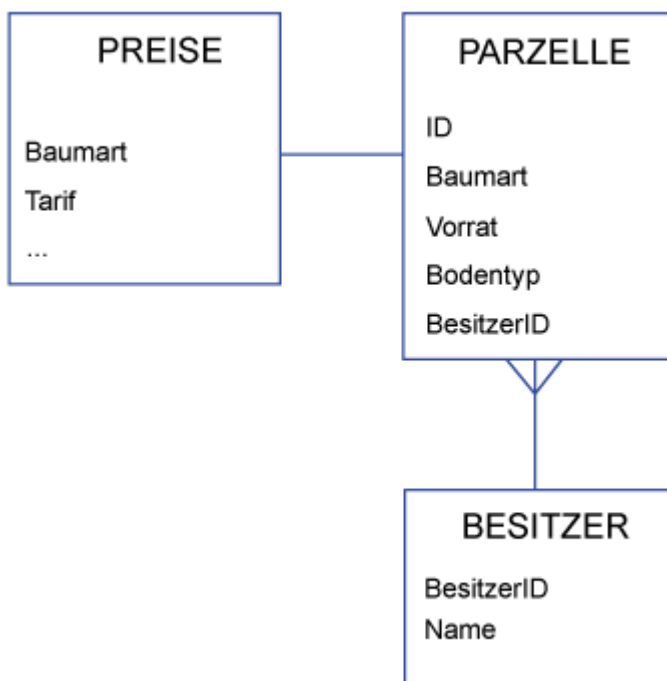 PREISE
Baumart
Tarif
...
PARZELLE
ID
Baumart
Vorrat
Bodentyp
BesitzerID
BESITZER
BesitzerID
Name